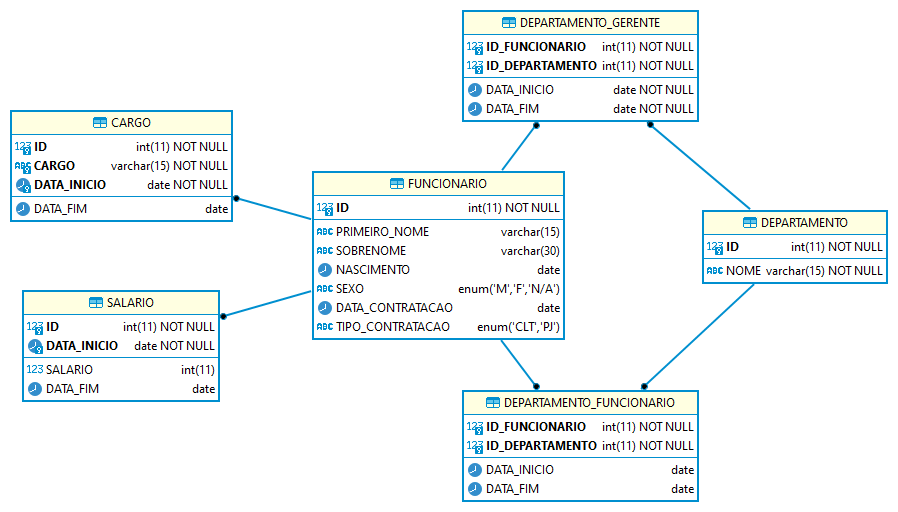 DEPARTAMENTO_GERENTE
123 ID_FUNCIONARIO int(11) NOT NULL
123 ID_DEPARTAMENTO int(11) NOT NULL
DATA_INICIO date NOT NULL
DATA_FIM date NOT NULL
CARGO
123 ID int(11) NOT NULL
ABC CARGO varchar(15) NOT NULL
DATA_INICIO date NOT NULL
DATA_FIM date
FUNCIONARIO
123 ID int(11) NOT NULL
ABC PRIMEIRO_NOME varchar(15)
ABC SOBRENOME varchar(30)
NASCIMENTO date
ABC SEXO enum('M','F','N/A')
DATA_CONTRATACAO date
ABC TIPO_CONTRATACAO enum('CLT','PJ')
DEPARTAMENTO
123 ID int(11) NOT NULL
ABC NOME varchar(15) NOT NULL
SALARIO
123 ID int(11) NOT NULL
DATA_INICIO date NOT NULL
123 SALARIO int(11)
DATA_FIM date
DEPARTAMENTO_FUNCIONARIO
123 ID_FUNCIONARIO int(11) NOT NULL
123 ID_DEPARTAMENTO int(11) NOT NULL
DATA_INICIO date
DATA_FIM date